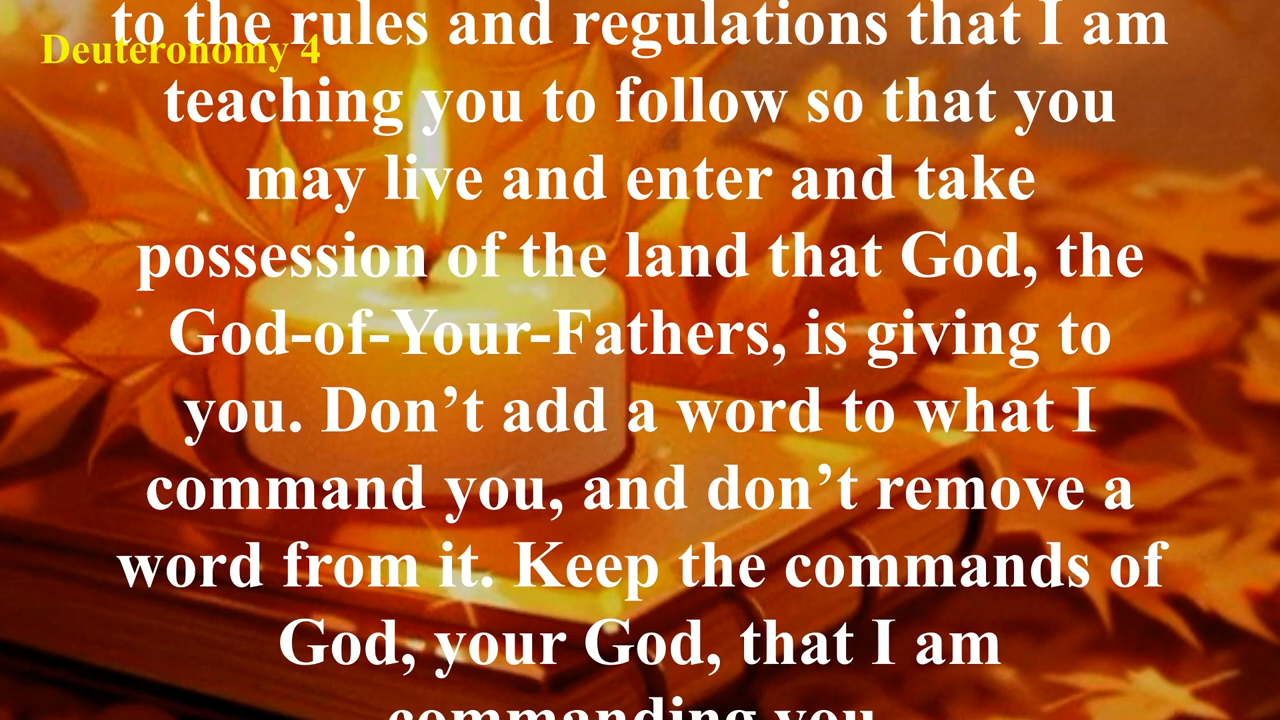 to the rules and regulations that I am
Deuteronomy 4
teaching you to follow so that you
may live and enter and take
possession of the land that God, the
God-of-Your-Fathers, is giving to
you. Don’t add a word to what I
command you, and don’t remove a
word from it. Keep the commands of
God, your God, that I am
commanding you.